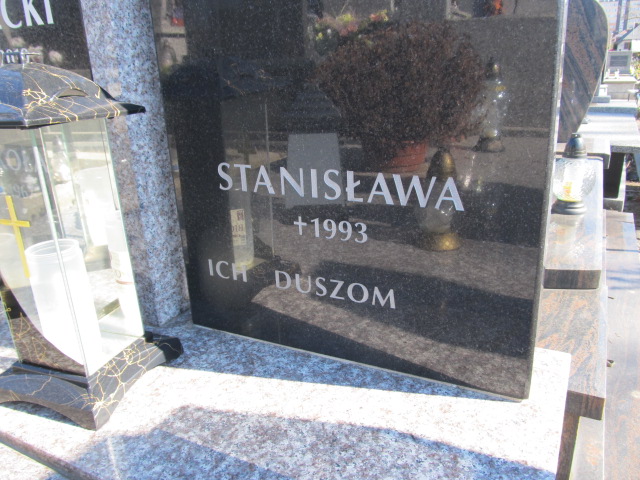 CKI
STANISŁAWA
+1993
ICH DUSZOM